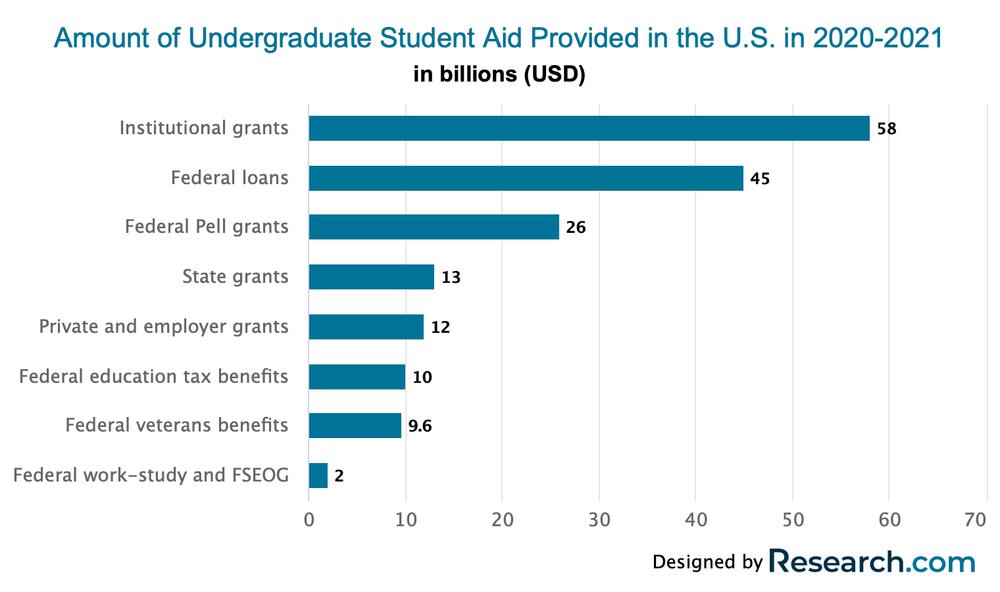 Amount of Undergraduate Student Aid Provided in the U.S. in 2020-2021
in billions (USD)
Institutional grants 58
Federal loans 45
Federal Pell grants 26
State grants 13
Private and employer grants 12
Federal education tax benefits 10
Federal veterans benefits 9.6
Federal work-study and FSEOG 2
0 10 20 30 40 50 60 70
Designed by Research.com